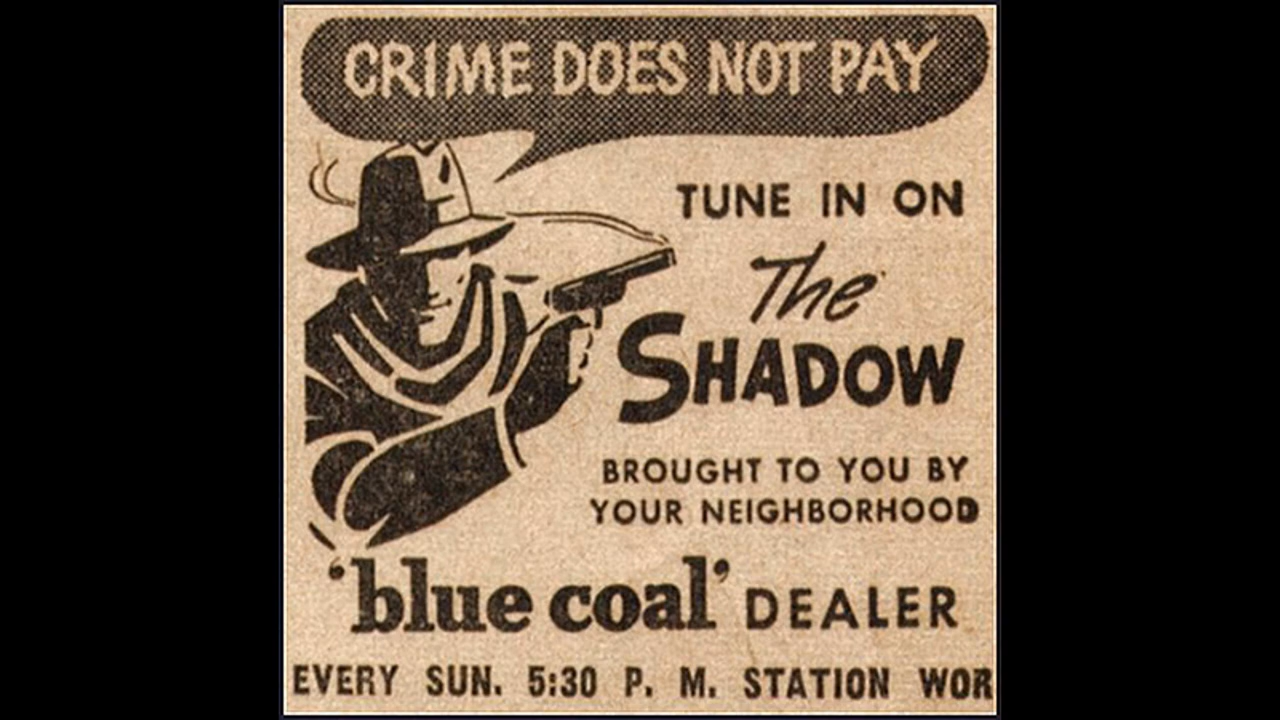 CRIME DOES NOT PAY
TUNE IN ON
The
SHADOW
BROUGHT TO YOU BY
YOUR NEIGHBORHOOD
'blue coal' DEALER
EVERY SUN. 5:30 P. M. STATION WOR